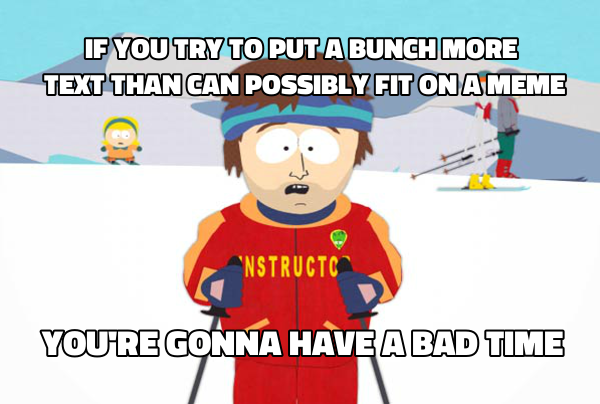 IF YOU TRY TO PUT A BUNCH MORE
TEXT THAN CAN POSSIBLY FIT ON A MEME
INSTRUCTO
YOU'RE GONNA HAVE A BAD TIME